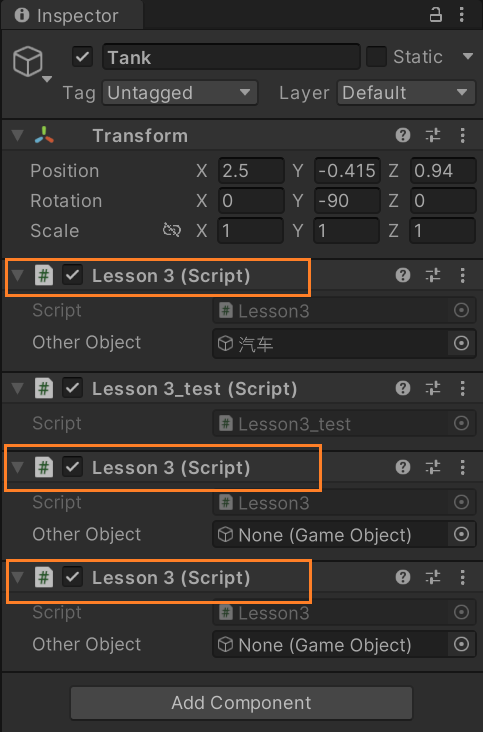 Inspector
Tank
Static
Tag Untagged Layer Default
Transform
Position X 2.5 Y -0.415 Z 0.94
Rotation X 0 Y -90 Z 0
Scale X 1 Y 1 Z 1
# Lesson 3 (Script)
Script # Lesson3
Other Object 汽车
# Lesson 3_test (Script)
Script # Lesson3_test
# Lesson 3 (Script)
Script # Lesson3
Other Object None (Game Object)
# Lesson 3 (Script)
Script # Lesson3
Other Object None (Game Object)
Add Component